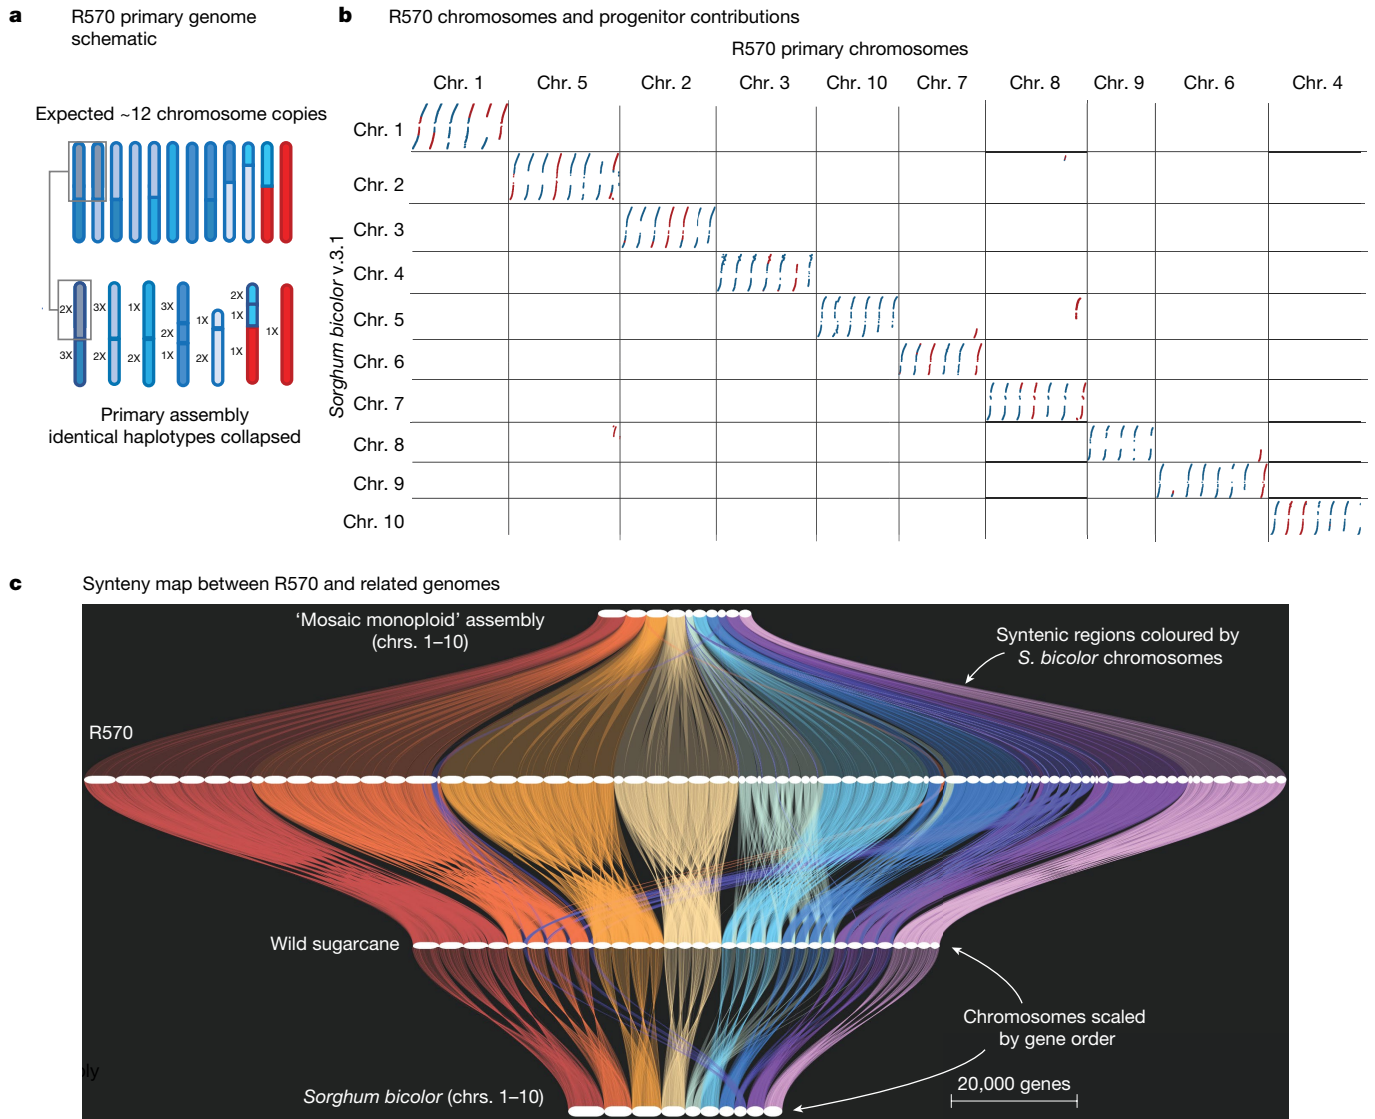 a
R570 primary genome
schematic
Expected ~12 chromosome copies
2X
3X
3X
2X
1X
2X
3X
2X
1X
1X
2X
2X
1X
1X
1X
Primary assembly
identical haplotypes collapsed
b
R570 chromosomes and progenitor contributions
R570 primary chromosomes
Chr. 1 Chr. 5 Chr. 2 Chr. 3 Chr. 10 Chr. 7 Chr. 8 Chr. 9 Chr. 6 Chr. 4
Sorghum bicolor v.3.1
Chr. 1
Chr. 2
Chr. 3
Chr. 4
Chr. 5
Chr. 6
Chr. 7
Chr. 8
Chr. 9
Chr. 10
c
Synteny map between R570 and related genomes
‘Mosaic monoploid’ assembly
(chrs. 1–10)
Syntenic regions coloured by
S. bicolor chromosomes
R570
Wild sugarcane
Chromosomes scaled
by gene order
20,000 genes
Sorghum bicolor (chrs. 1–10)